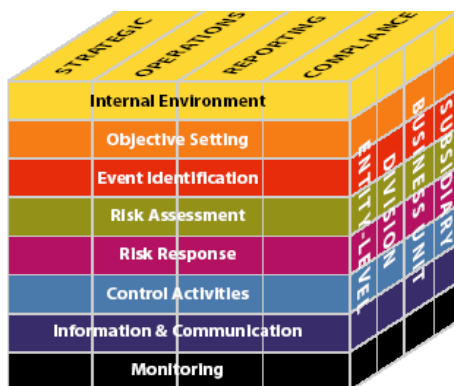 STRATEGIC
OPERATIONS
REPORTING
COMPLIANCE
Internal Environment
Objective Setting
Event Identification
Risk Assessment
Risk Response
Control Activities
Information & Communication
Monitoring
ENTITY-LEVEL
DIVISION
BUSINESS UNIT
SUBSIDIARY